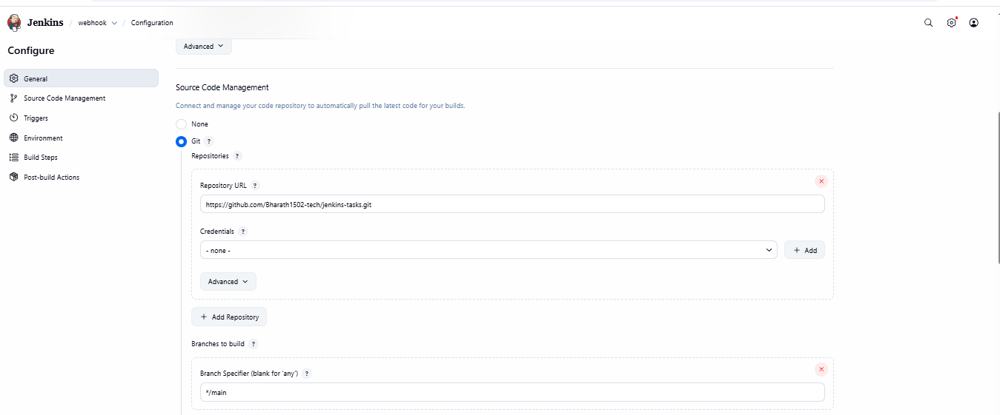 Jenkins / webhook / Configuration
Configure
General
Source Code Management
Triggers
Environment
Build Steps
Post-build Actions
Advanced
Source Code Management
Connect and manage your code repository to automatically pull the latest code for your builds.
None
Git ?
Repositories ?
Repository URL ?
https://github.com/Bharath1502-tech/jenkins-tasks.git
Credentials ?
- none -
+ Add
Advanced
+ Add Repository
Branches to build ?
Branch Specifier (blank for 'any') ?
*/main